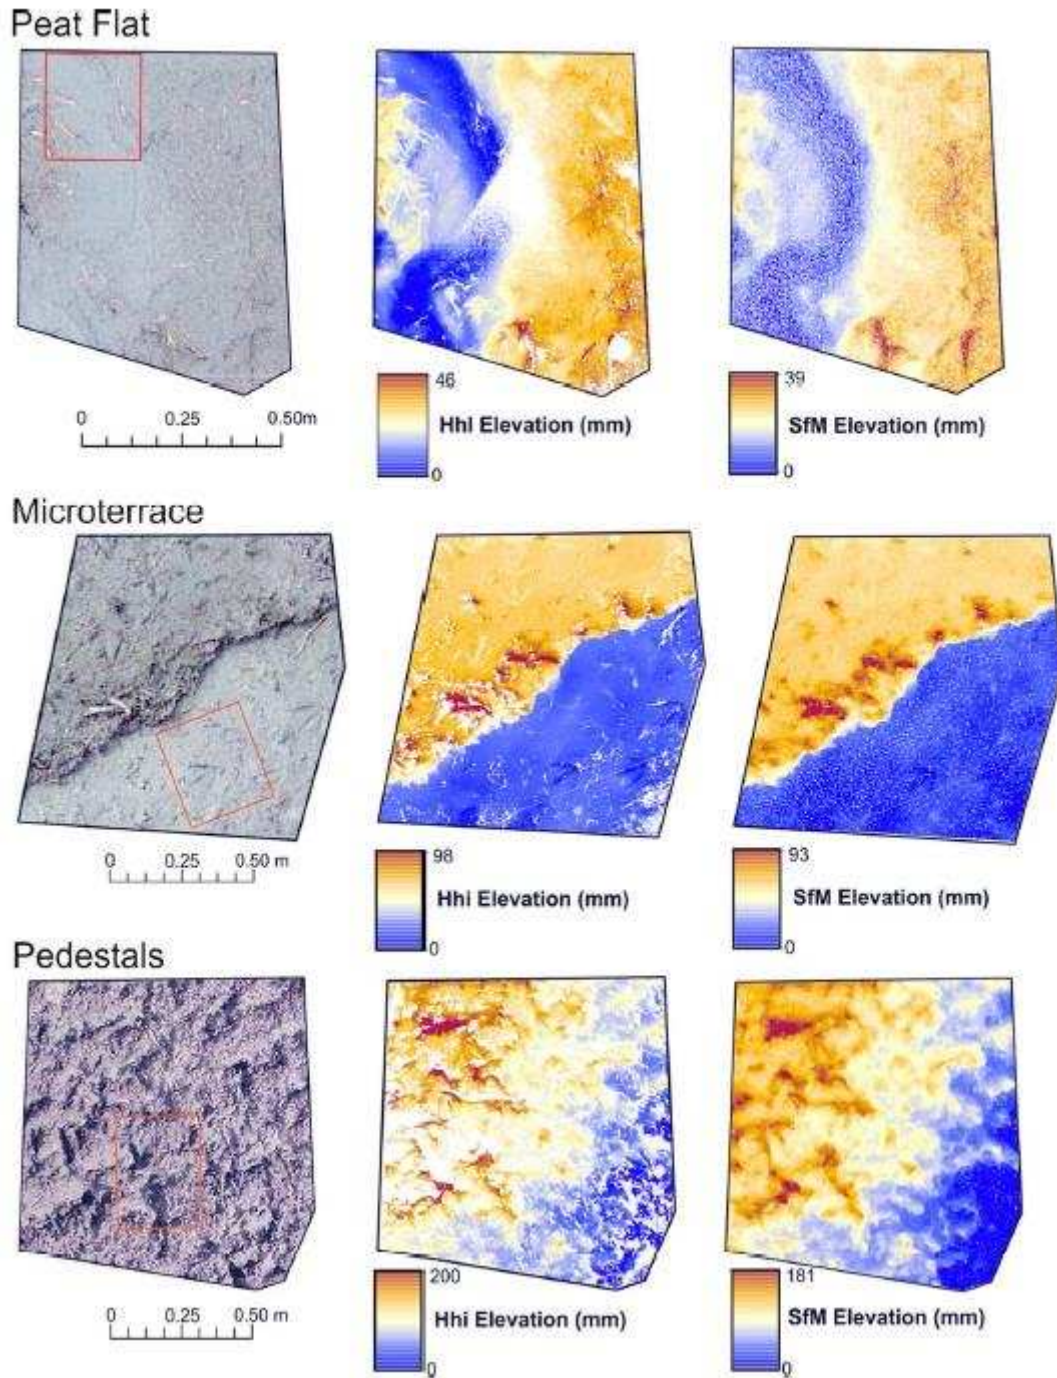 Peat Flat
46
39
0 0.25 0.50m
HhI Elevation (mm)
SfM Elevation (mm)
0
0
Microterrace
98
93
0 0.25 0.50 m
Hhi Elevation (mm)
SfM Elevation (mm)
0
0
Pedestals
200
181
0 0.25 0.50 m
Hhi Elevation (mm)
SfM Elevation (mm)
0
0